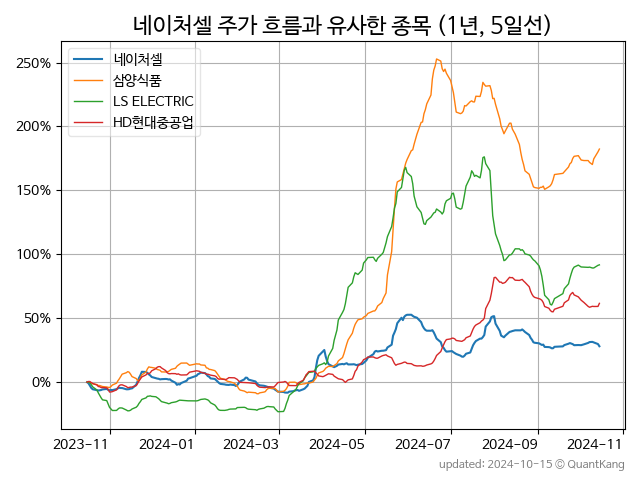 네이처셀 주가 흐름과 유사한 종목 (1년, 5일선)
네이처셀
삼양식품
LS ELECTRIC
HD현대중공업
250%
200%
150%
100%
50%
0%
2023-11 2024-01 2024-03 2024-05 2024-07 2024-09 2024-11
updated: 2024-10-15 © QuantKang